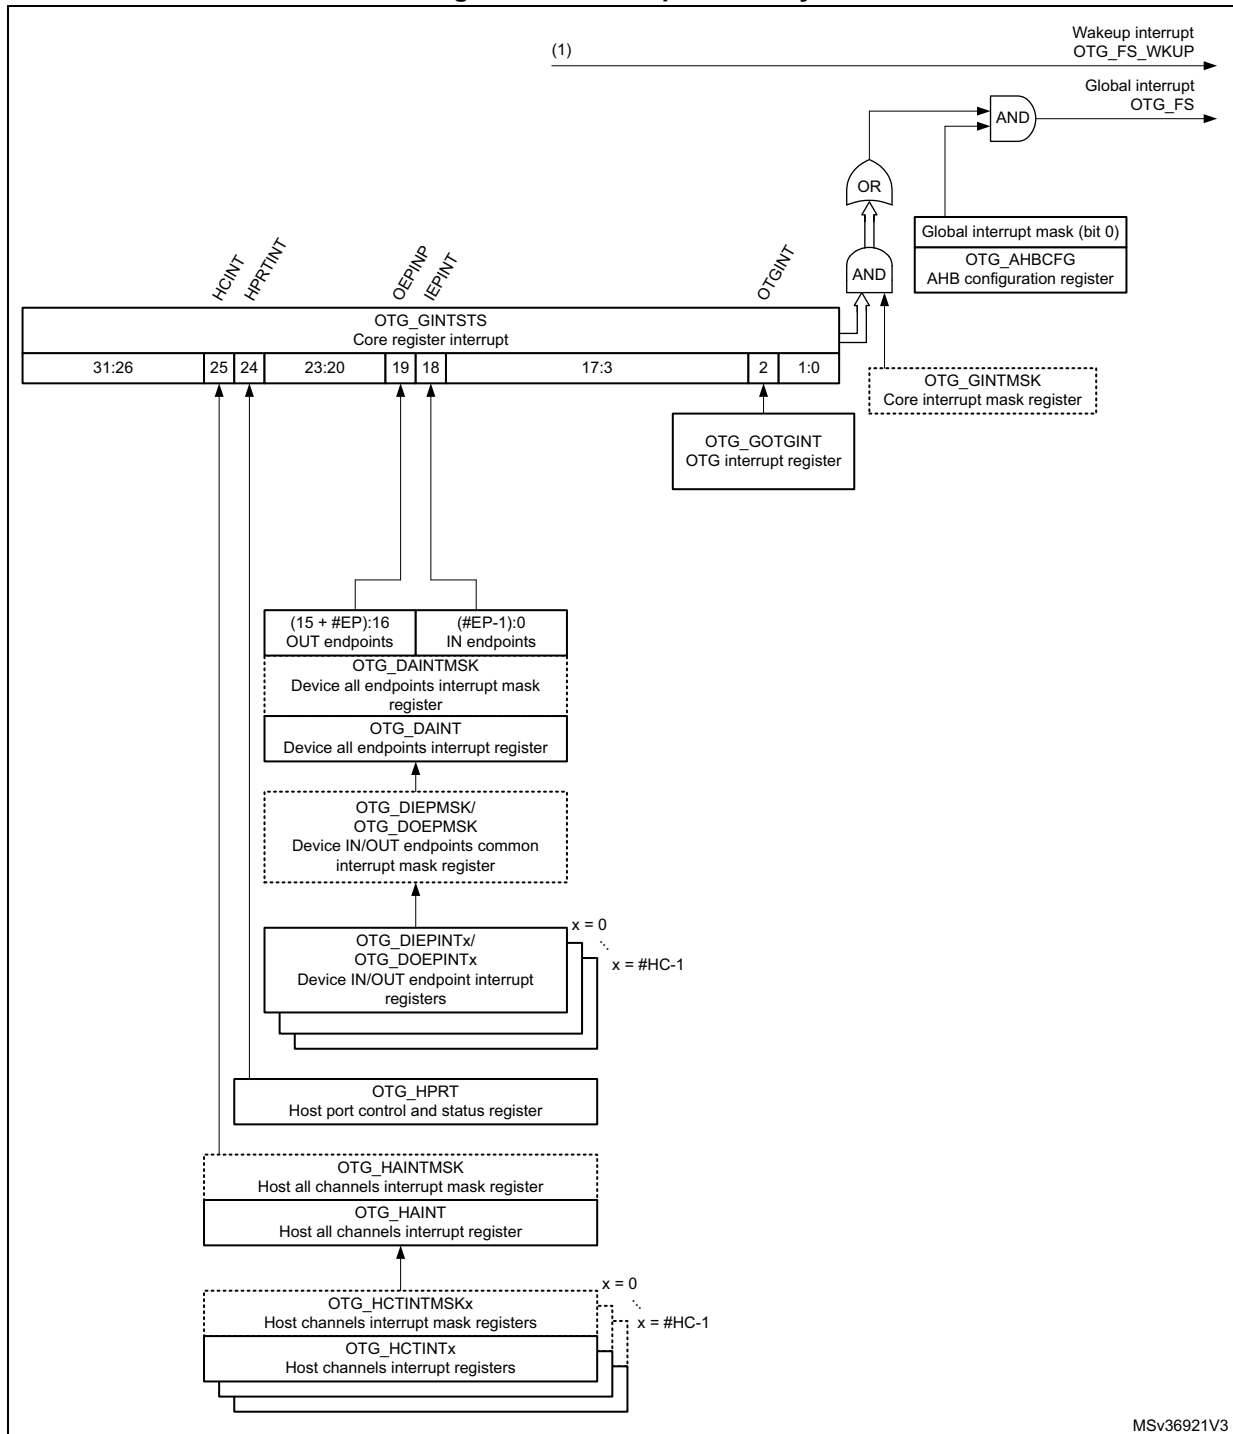 (1)
Wakeup interrupt
OTG_FS_WKUP
Global interrupt
OTG_FS
AND
OR
Global interrupt mask (bit 0)
OTG_AHBCFG
AHB configuration register
AND
HCINT
HPRTINT
OEPINP
IEPINT
OTGINT
OTG_GINTSTS
Core register interrupt
31:26
25
24
23:20
19
18
17:3
2
1:0
OTG_GINTMSK
Core interrupt mask register
OTG_GOTGINT
OTG interrupt register
(15 + #EP):16
OUT endpoints
(#EP-1):0
IN endpoints
OTG_DAINTMSK
Device all endpoints interrupt mask
register
OTG_DAINT
Device all endpoints interrupt register
OTG_DIEPMSK/
OTG_DOEPMSK
Device IN/OUT endpoints common
interrupt mask register
x = 0
x = #HC-1
OTG_DIEPINTx/
OTG_DOEPINTx
Device IN/OUT endpoint interrupt
registers
OTG_HPRT
Host port control and status register
OTG_HAINTMSK
Host all channels interrupt mask register
OTG_HAINT
Host all channels interrupt register
x = 0
x = #HC-1
OTG_HCTINTMSKx
Host channels interrupt mask registers
OTG_HCTINTx
Host channels interrupt registers
MSv36921V3